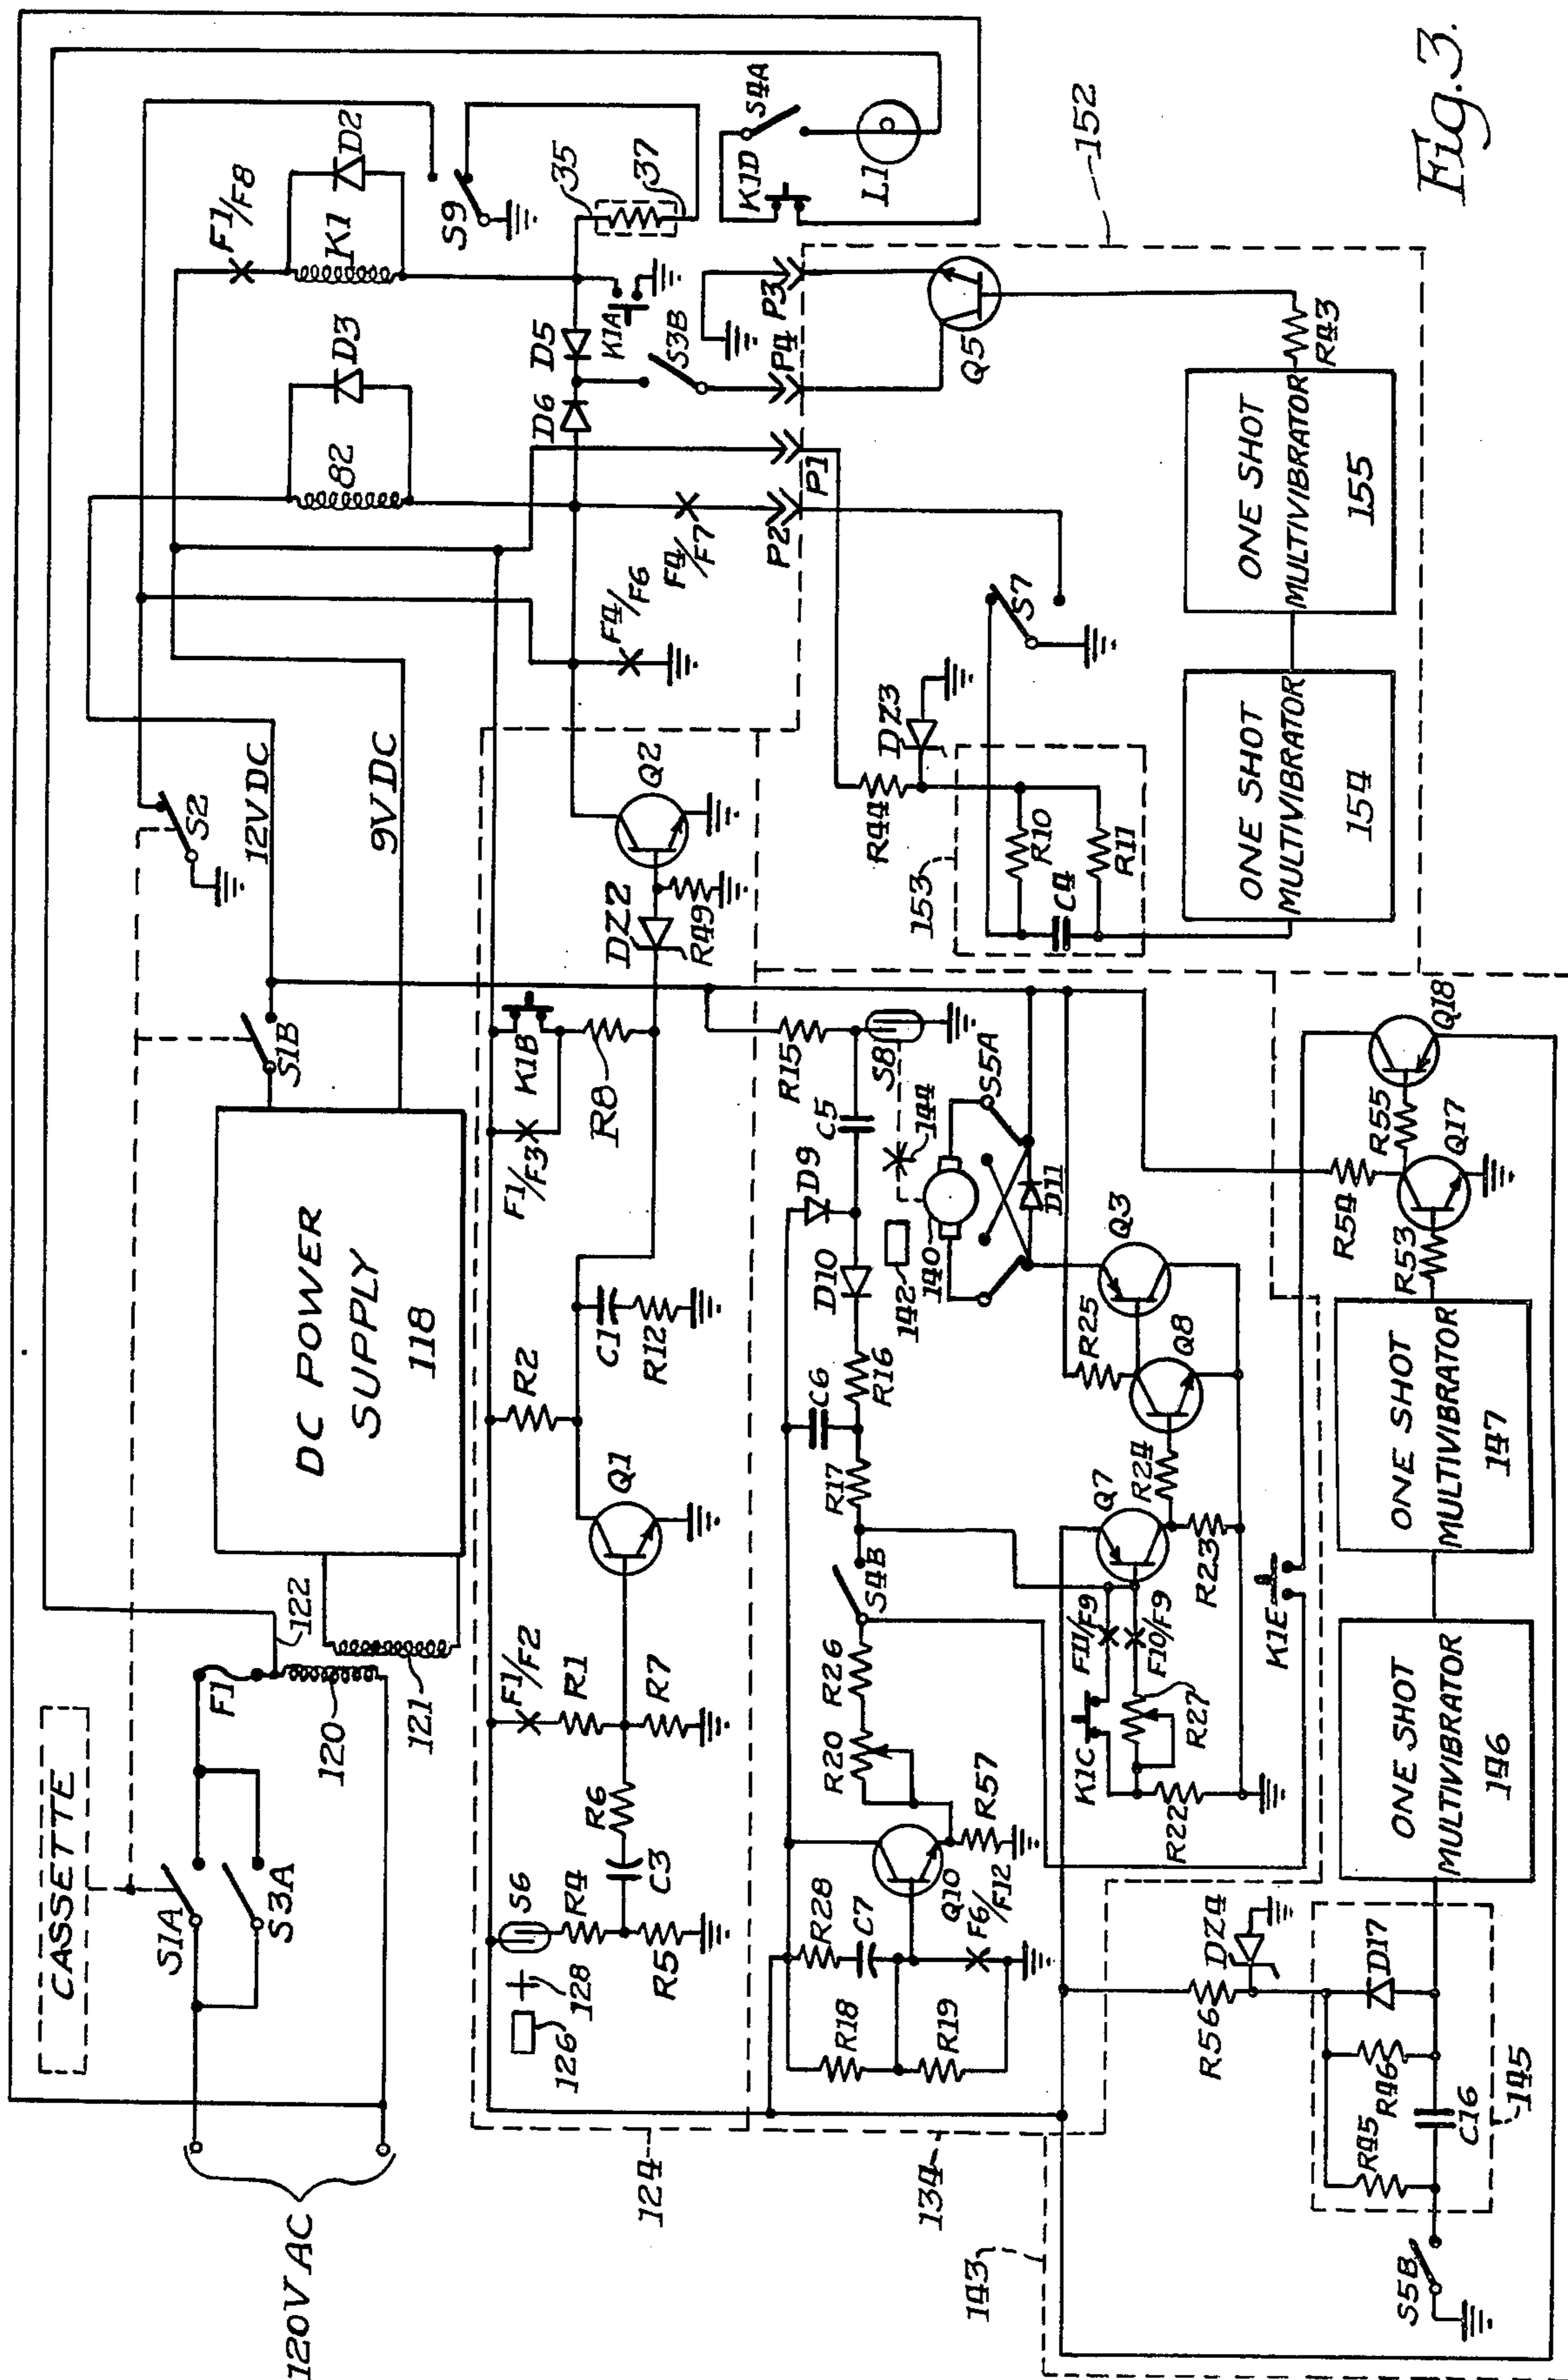 Fig.3.
120V AC
CASSETTE
S1A
S3A
F1
122
120
121
DC POWER
SUPPLY
118
S1B
S2
12VDC
9VDC
82
D3
F1/F8
K1
D2
S9
35
37
S4A
K1D
L1
D5
D6
K1A
S3B
P3
P4
P1
P2
F4/F6
F4/F7
152
124
126
128
S6
R4
R5
C3
R6
F1/F2
R1
R7
Q1
R2
C1
R12
F1/F3
K1B
R8
DZ2
R49
Q2
134
R18
R19
R28
C7
Q10
F6/F12
R57
R20
R26
S4B
R17
C6
R16
D10
D9
C5
R15
S8
142
140
144
S5A
D11
K1C
F11/F9
F10/F9
R27
R22
R23
Q7
R24
Q8
R25
Q3
K1E
143
S5B
R45
R46
C16
D17
145
R56
DZ4
ONE SHOT
MULTIVIBRATOR
146
ONE SHOT
MULTIVIBRATOR
147
R53
R54
Q17
R55
Q18
153
R10
R11
C4
R44
DZ3
S7
ONE SHOT
MULTIVIBRATOR
154
ONE SHOT
MULTIVIBRATOR
155
R43
Q5